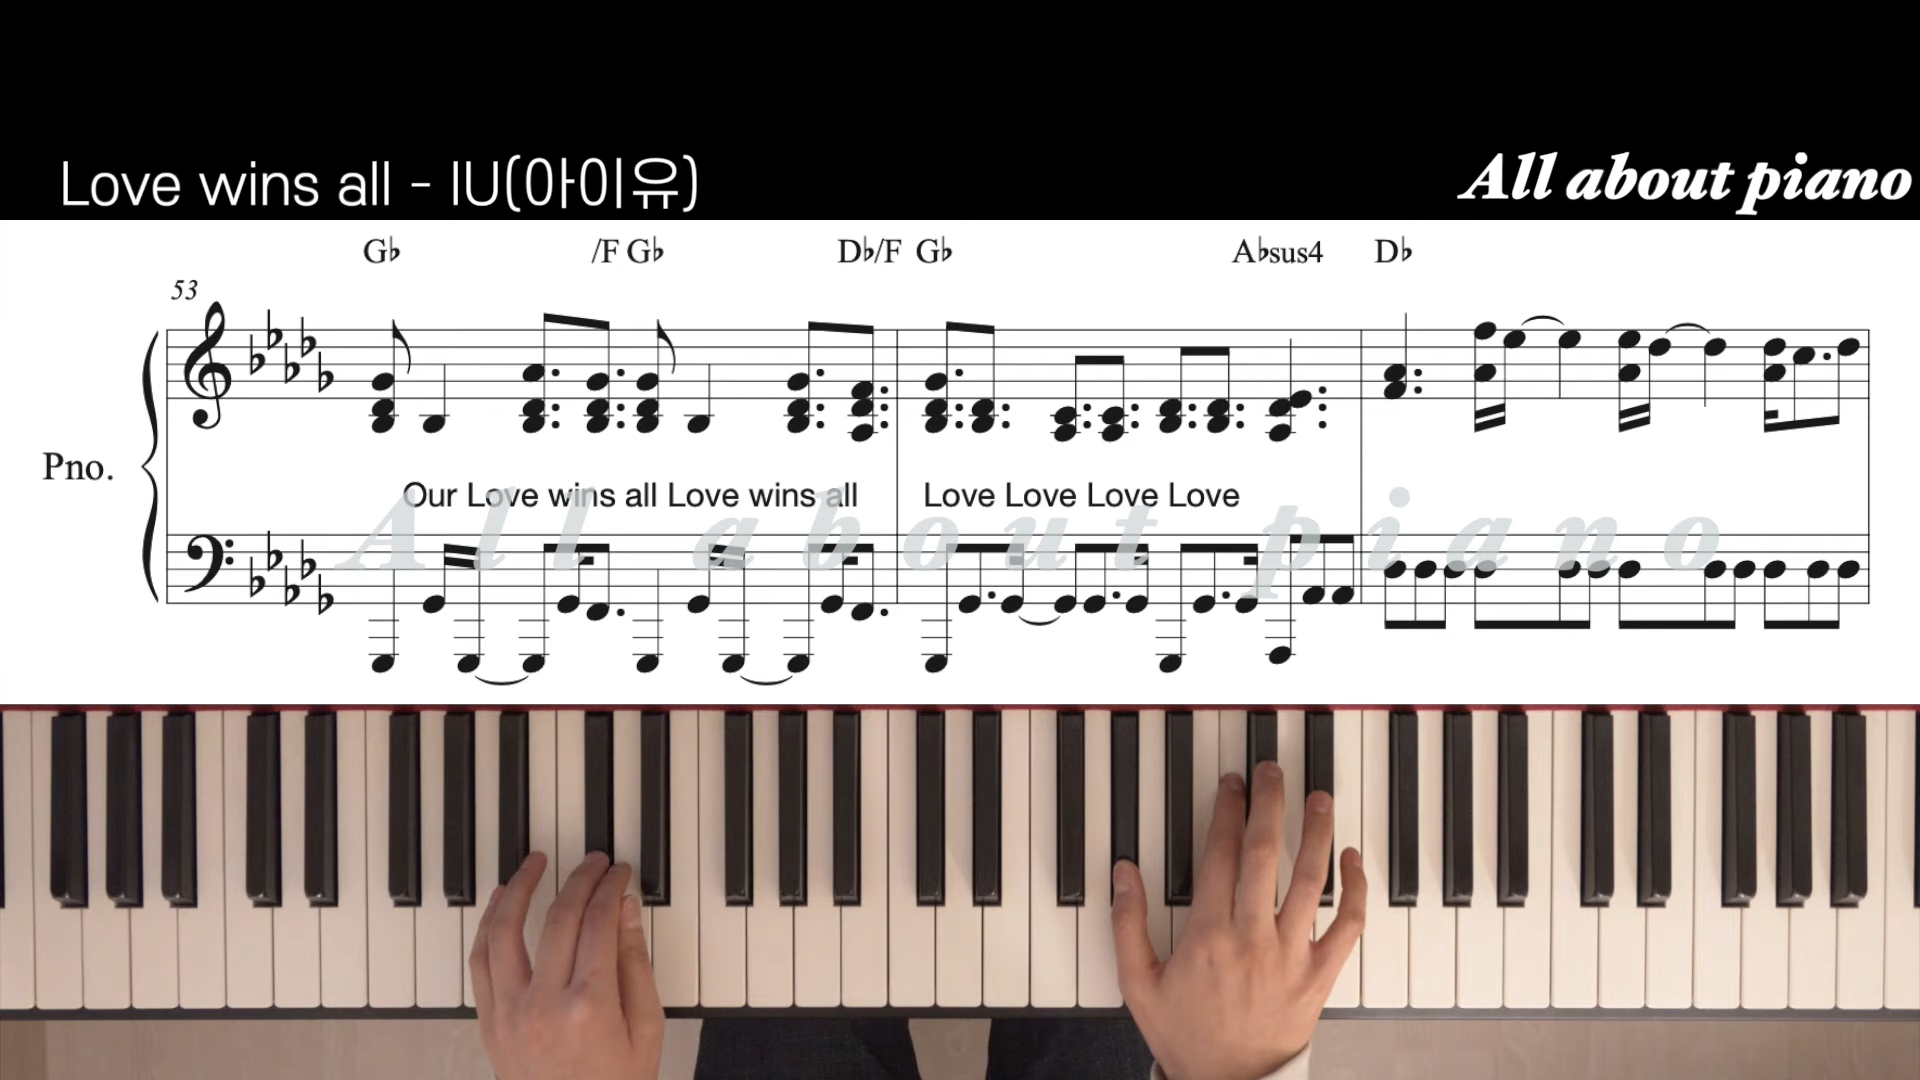 Love wins all - IU(아이유)
All about piano
G♭ /F G♭ D♭/F G♭ A♭sus4 D♭
53
Pno.
Our Love wins all Love wins all Love Love Love Love
All about piano